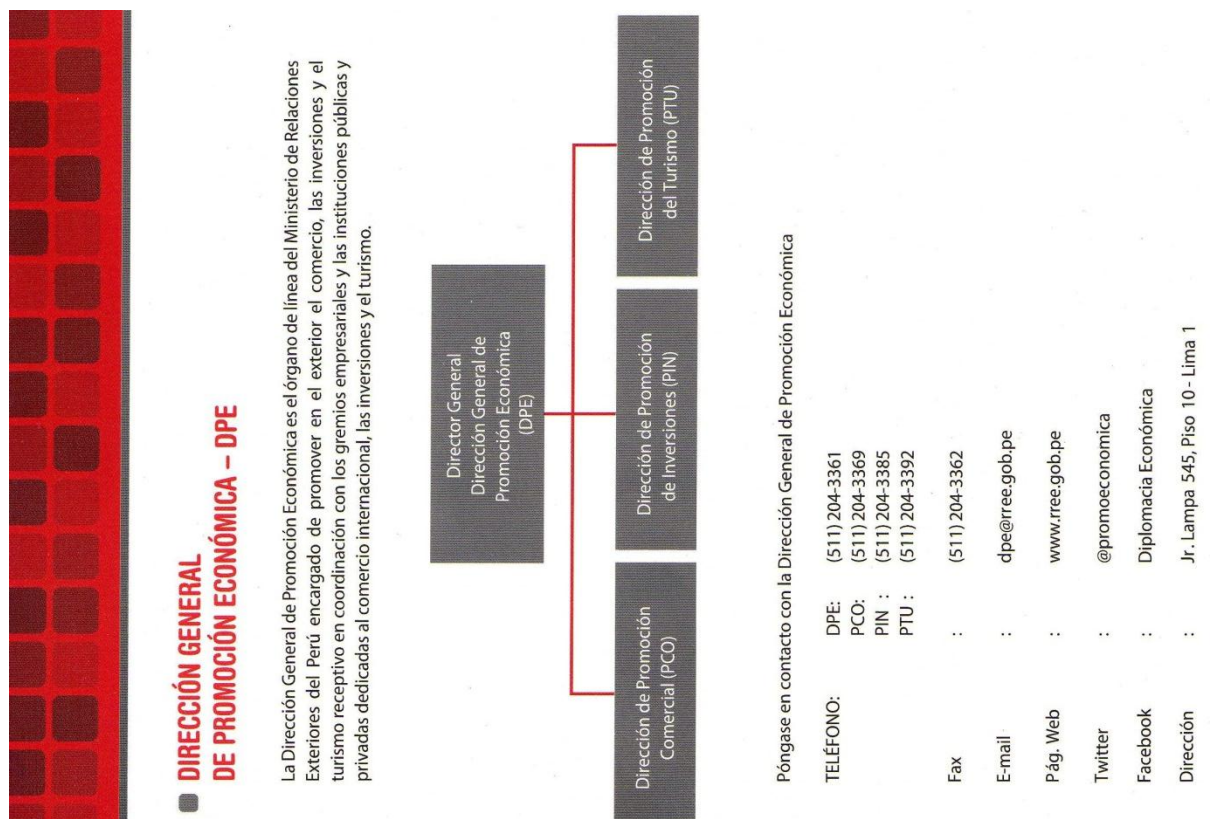 DIRECCIÓN GENERAL
DE PROMOCIÓN ECONÓMICA – DPE
La Dirección General de Promoción Económica es el órgano de línea del Ministerio de Relaciones
Exteriores del Perú encargado de promover en el exterior el comercio, las inversiones y el
turismo receptivo en coordinación con los gremios empresariales y las instituciones públicas y
privadas dedicadas al comercio internacional, las inversiones y el turismo.
Director General
Dirección General de
Promoción Económica
(DPE)
Dirección de Promoción
Comercial (PCO)
Dirección de Promoción
de Inversiones (PIN)
Dirección de Promoción
del Turismo (PTU)
Póngase en contacto con la Dirección General de Promoción Económica
TELÉFONO: DPE: (511) 204-3361
PCO: (511) 204-3369
PIN : (511) 204-3385
PTU : (511) 204-3392
Fax : (511) 204-3362
E-mail : dpe@rree.gob.pe
Pág. Web : www.rree.gob.pe
Twitter : @promoeconomica
Facebook : Diplomacia Económica
Dirección : Jr. Lampa 545, Piso 10 - Lima 1